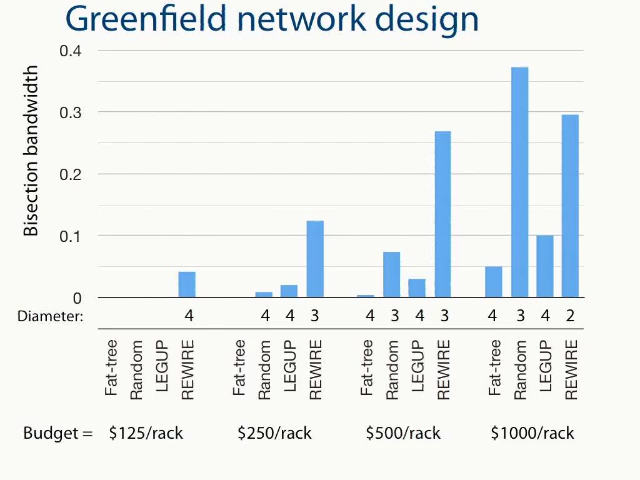 Greenfield network design
Bisection bandwidth
0.4
0.3
0.2
0.1
0
Diameter: 4 4 4 3 4 3 4 3 4 3 4 2
Fat-tree Random LEGUP REWIRE Fat-tree Random LEGUP REWIRE Fat-tree Random LEGUP REWIRE Fat-tree Random LEGUP REWIRE
Budget = $125/rack $250/rack $500/rack $1000/rack